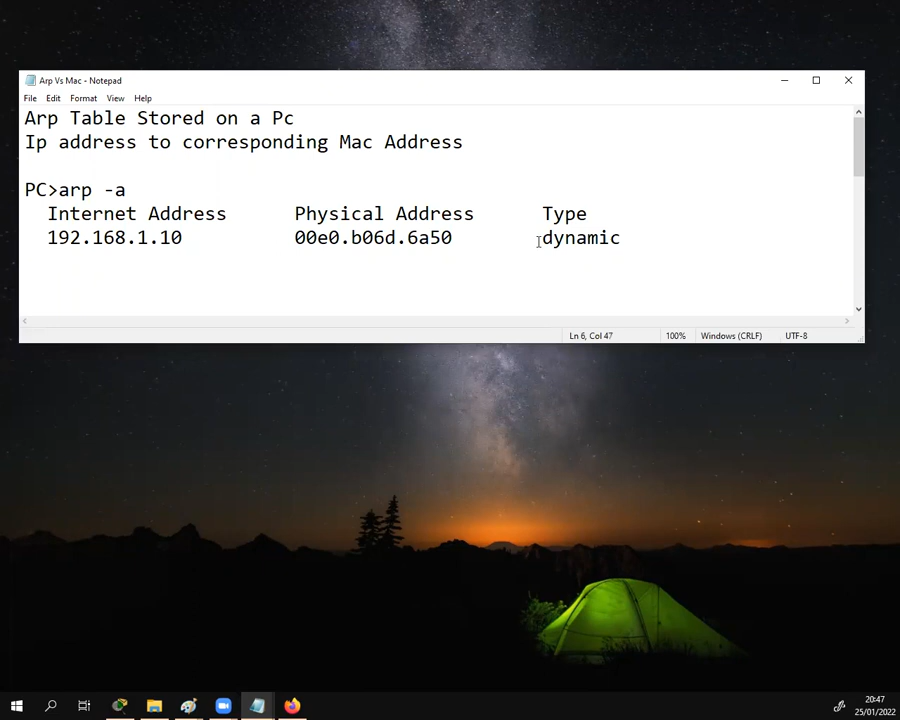 Arp Vs Mac - Notepad
File Edit Format View Help
Arp Table Stored on a Pc
Ip address to corresponding Mac Address
PC>arp -a
Internet Address Physical Address Type
192.168.1.10 00e0.b06d.6a50 dynamic
Ln 6, Col 47 100% Windows (CRLF) UTF-8
20:47
25/01/2022